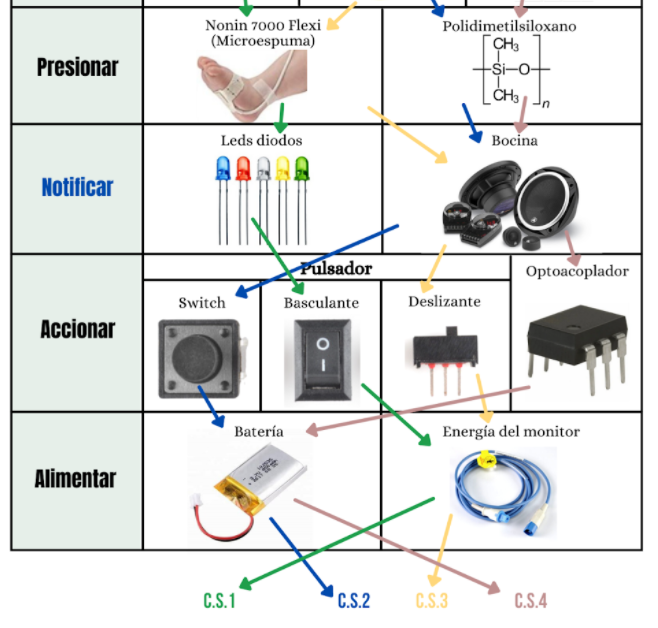 Nonin 7000 Flexi
(Microespuma)
Polidimetilsiloxano
Presionar
CH₃
Si—O
CH₃
n
Leds diodos
Bocina
Notificar
Pulsador
Optoacoplador
Switch
Basculante
Deslizante
Accionar
Batería
Energía del monitor
Alimentar
C.S.1
C.S.2
C.S.3
C.S.4